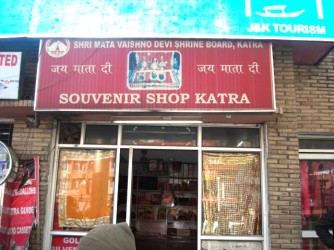 J&K TOURISM
SHRI MATA VAISHNO DEVI SHRINE BOARD, KATRA
जय माता दी
जय माता दी
SOUVENIR SHOP KATRA